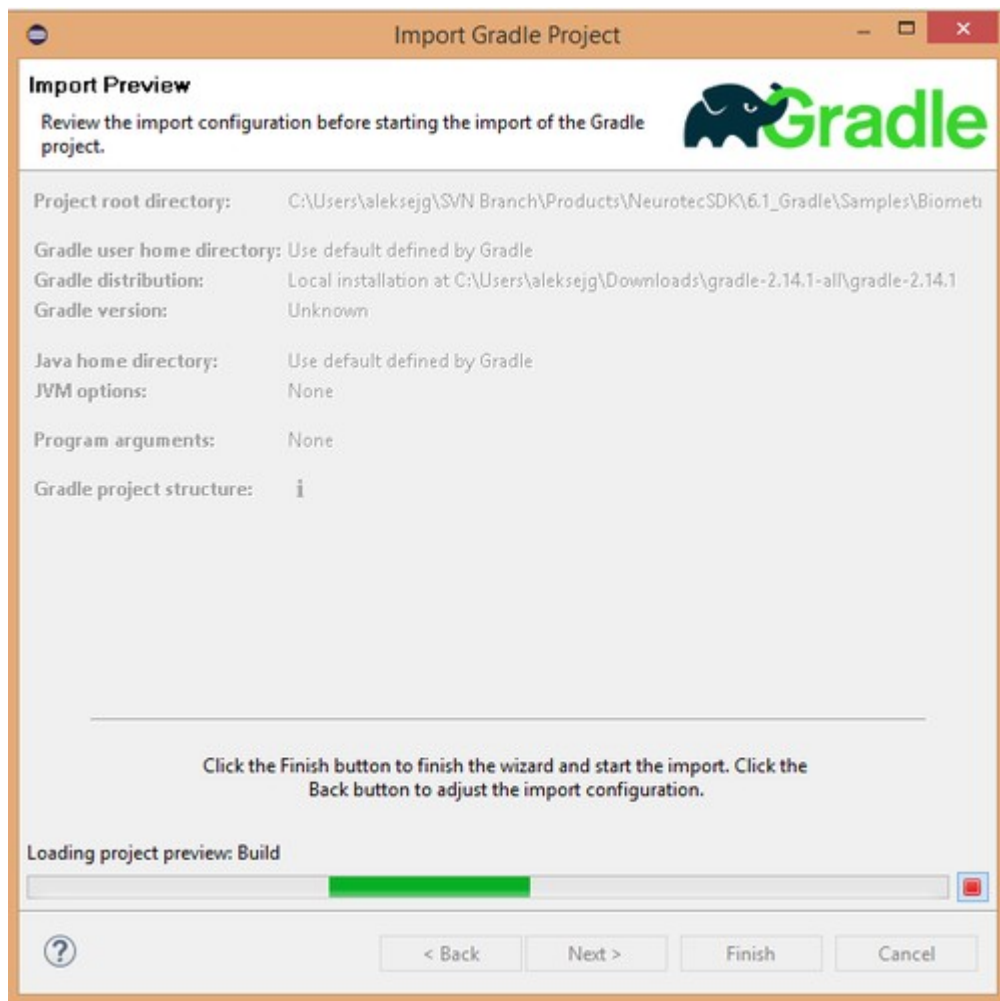 Import Gradle Project
Import Preview
Review the import configuration before starting the import of the Gradle
project.
Gradle
Project root directory: C:\Users\aleksejg\SVN Branch\Products\NeurotecSDK\6.1_Gradle\Samples\Biometi
Gradle user home directory: Use default defined by Gradle
Gradle distribution: Local installation at C:\Users\aleksejg\Downloads\gradle-2.14.1-all\gradle-2.14.1
Gradle version: Unknown
Java home directory: Use default defined by Gradle
JVM options: None
Program arguments: None
Gradle project structure: i
Click the Finish button to finish the wizard and start the import. Click the
Back button to adjust the import configuration.
Loading project preview: Build
? < Back Next > Finish Cancel